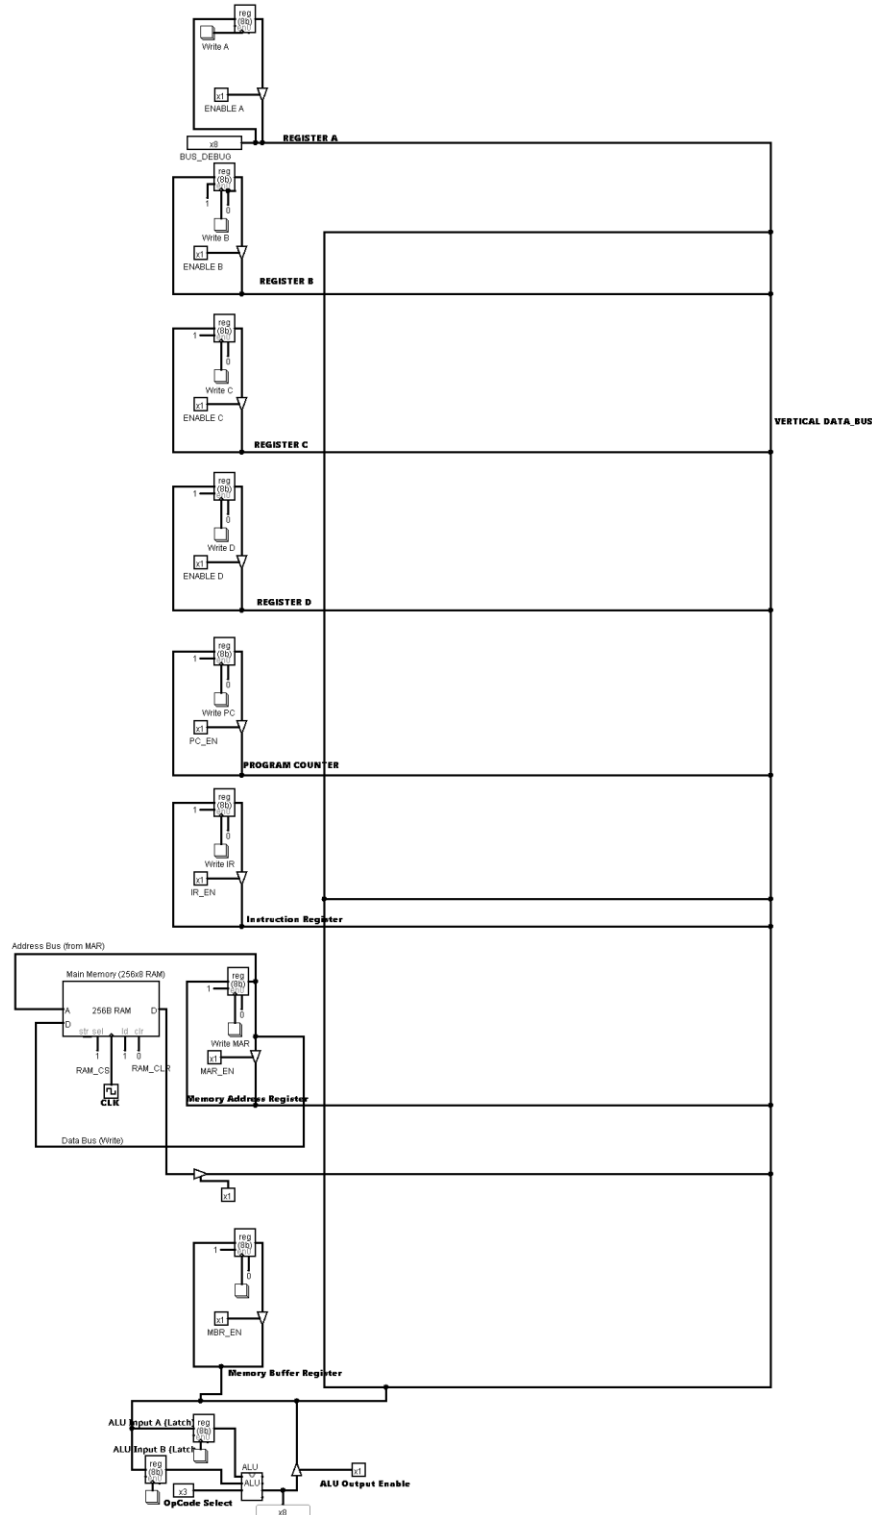 reg
(8b)
Write A
x1
ENABLE A
REGISTER A
x8
BUS_DEBUG
reg
(8b)
1
0
Write B
x1
ENABLE B
REGISTER B
reg
(8b)
1
0
Write C
x1
ENABLE C
VERTICAL DATA_BUS
REGISTER C
reg
(8b)
1
0
Write D
x1
ENABLE D
REGISTER D
reg
(8b)
1
0
Write PC
x1
PC_EN
PROGRAM COUNTER
reg
(8b)
1
0
Write IR
x1
IR_EN
Instruction Register
Address Bus (from MAR)
Main Memory (256x8 RAM)
reg
(8b)
1
0
A
256B RAM
D
D
str sel ld clr
1
1
0
Write MAR
RAM_CS
RAM_CLR
x1
MAR_EN
CLK
Memory Address Register
Data Bus (Write)
x1
reg
(8b)
1
0
x1
MBR_EN
Memory Buffer Register
ALU Input A (Latch)
reg
(8b)
ALU Input B (Latch
reg
(8b)
ALU
ALU
x1
ALU Output Enable
x3
OpCode Select
x8